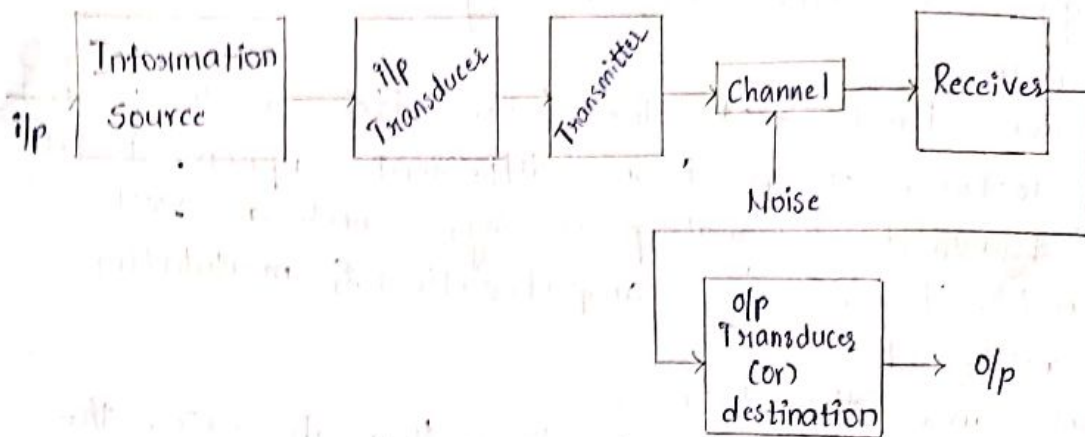 i/p
Information
Source
i/p
Transducer
Transmitter
Channel
Noise
Receiver
o/p
Transducer
(or)
destination
o/p